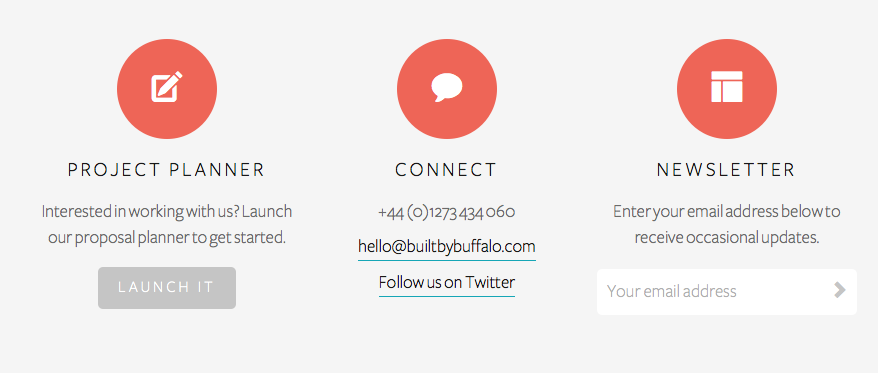 PROJECT PLANNER
Interested in working with us? Launch
our proposal planner to get started.
LAUNCH IT
CONNECT
+44 (0)1273 434 060
hello@builtbybuffalo.com
Follow us on Twitter
NEWSLETTER
Enter your email address below to
receive occasional updates.
Your email address